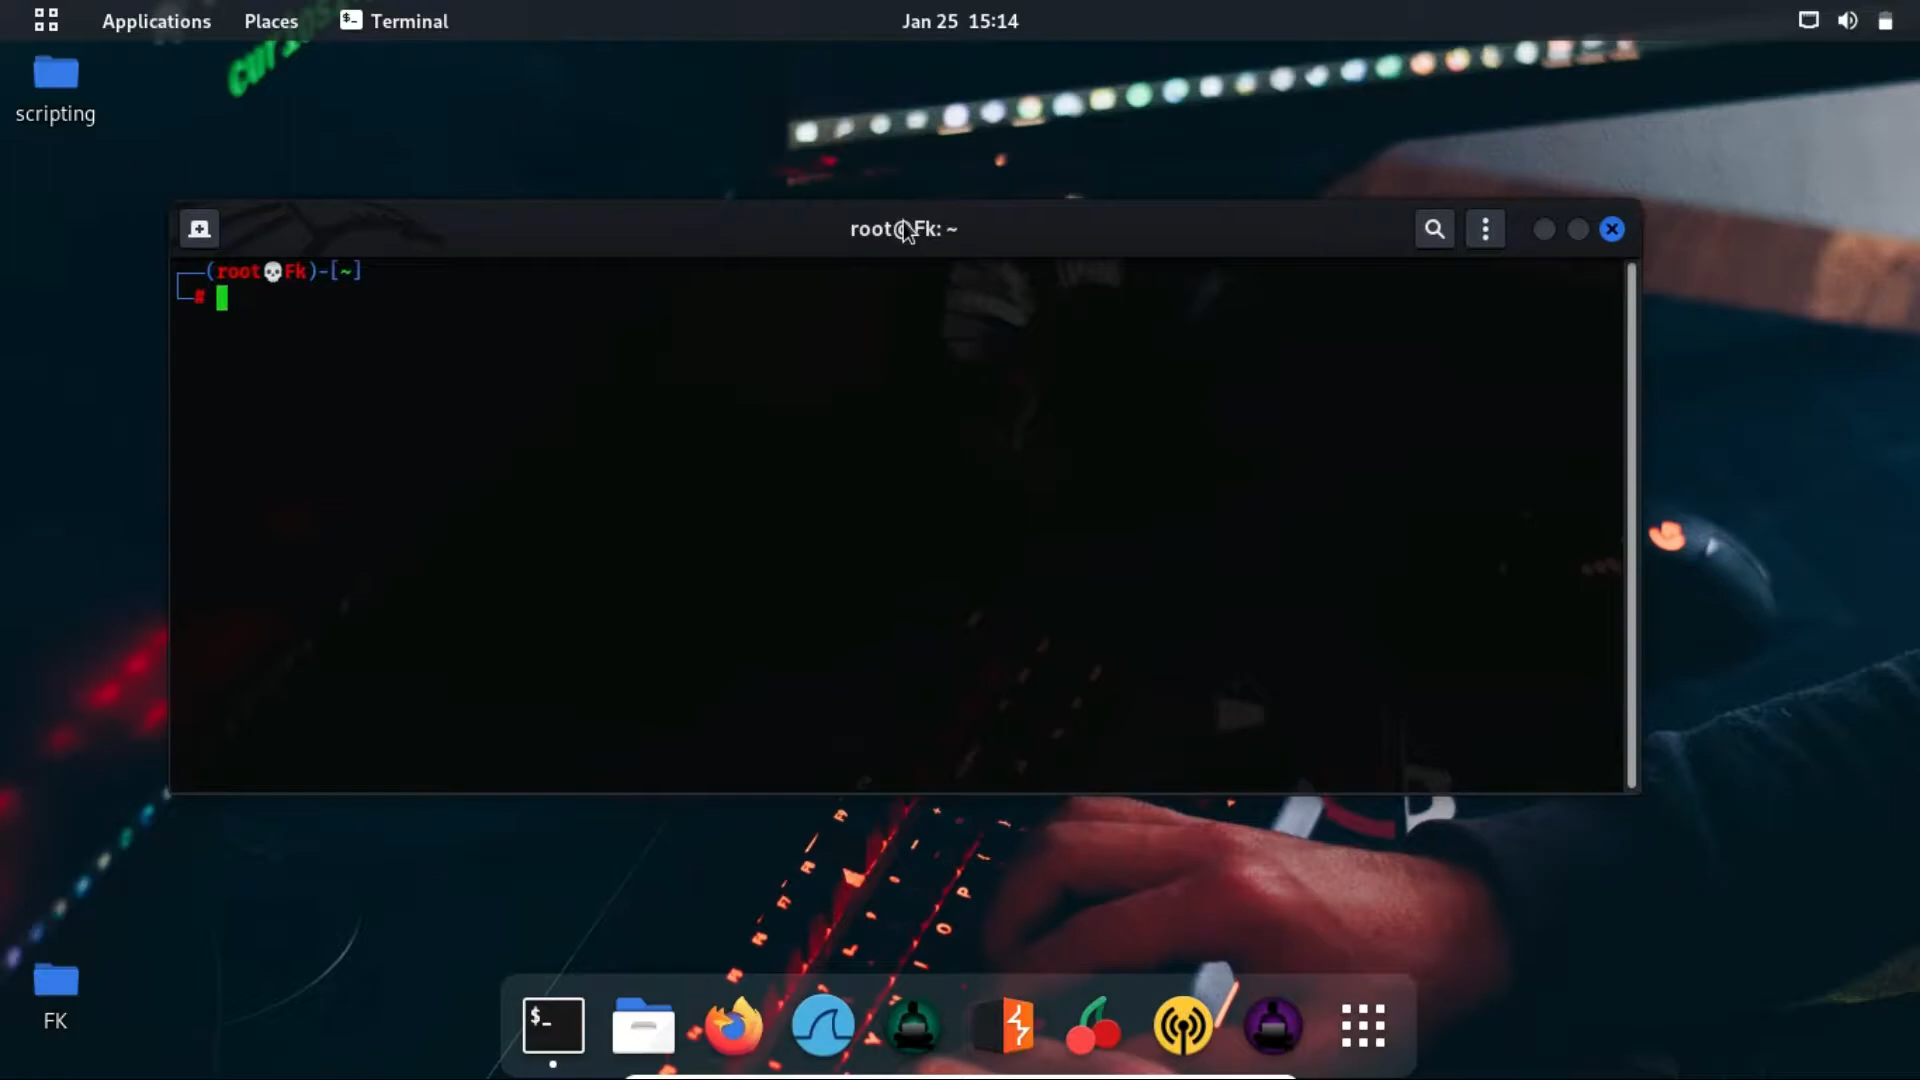 Applications Places $- Terminal Jan 25 15:14
scripting
root@Fk: ~
┌──(root💀Fk)-[~]
└─#
FK
$-